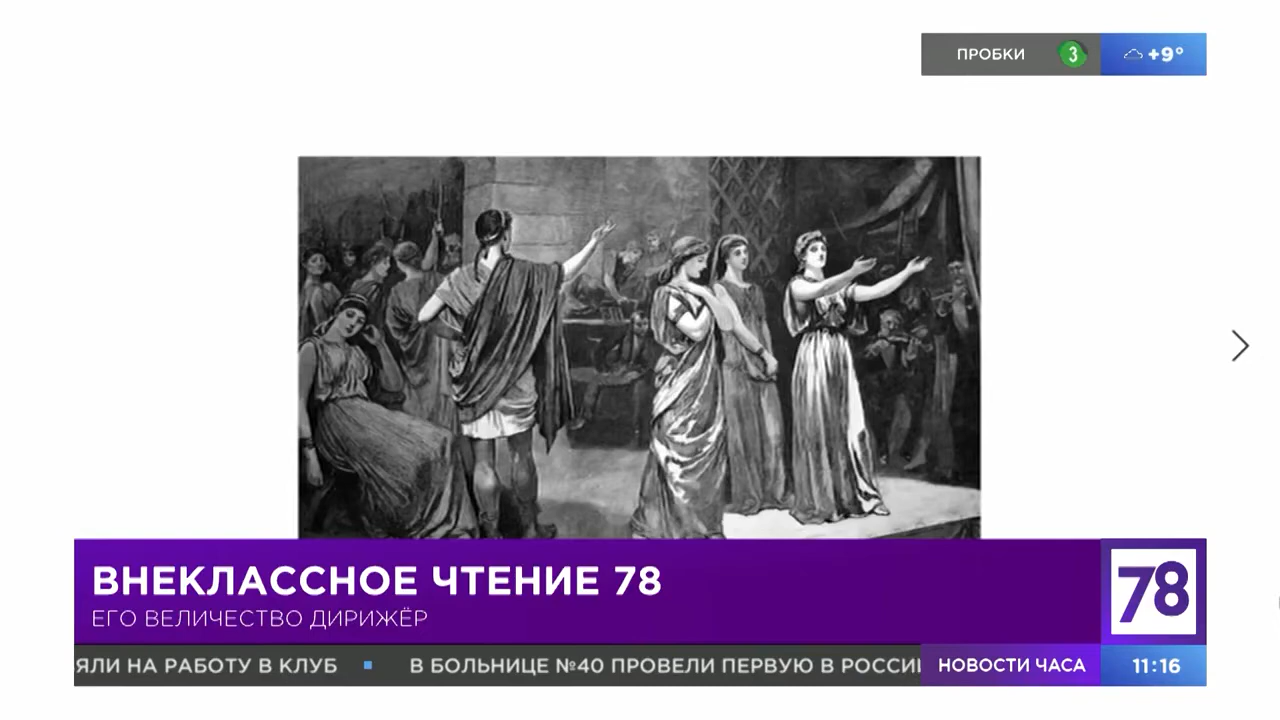 ПРОБКИ 3 +9°
ВНЕКЛАССНОЕ ЧТЕНИЕ 78
ЕГО ВЕЛИЧЕСТВО ДИРИЖЁР
78
ЯЛИ НА РАБОТУ В КЛУБ ▪ В БОЛЬНИЦЕ №40 ПРОВЕЛИ ПЕРВУЮ В РОССИ
НОВОСТИ ЧАСА 11:16